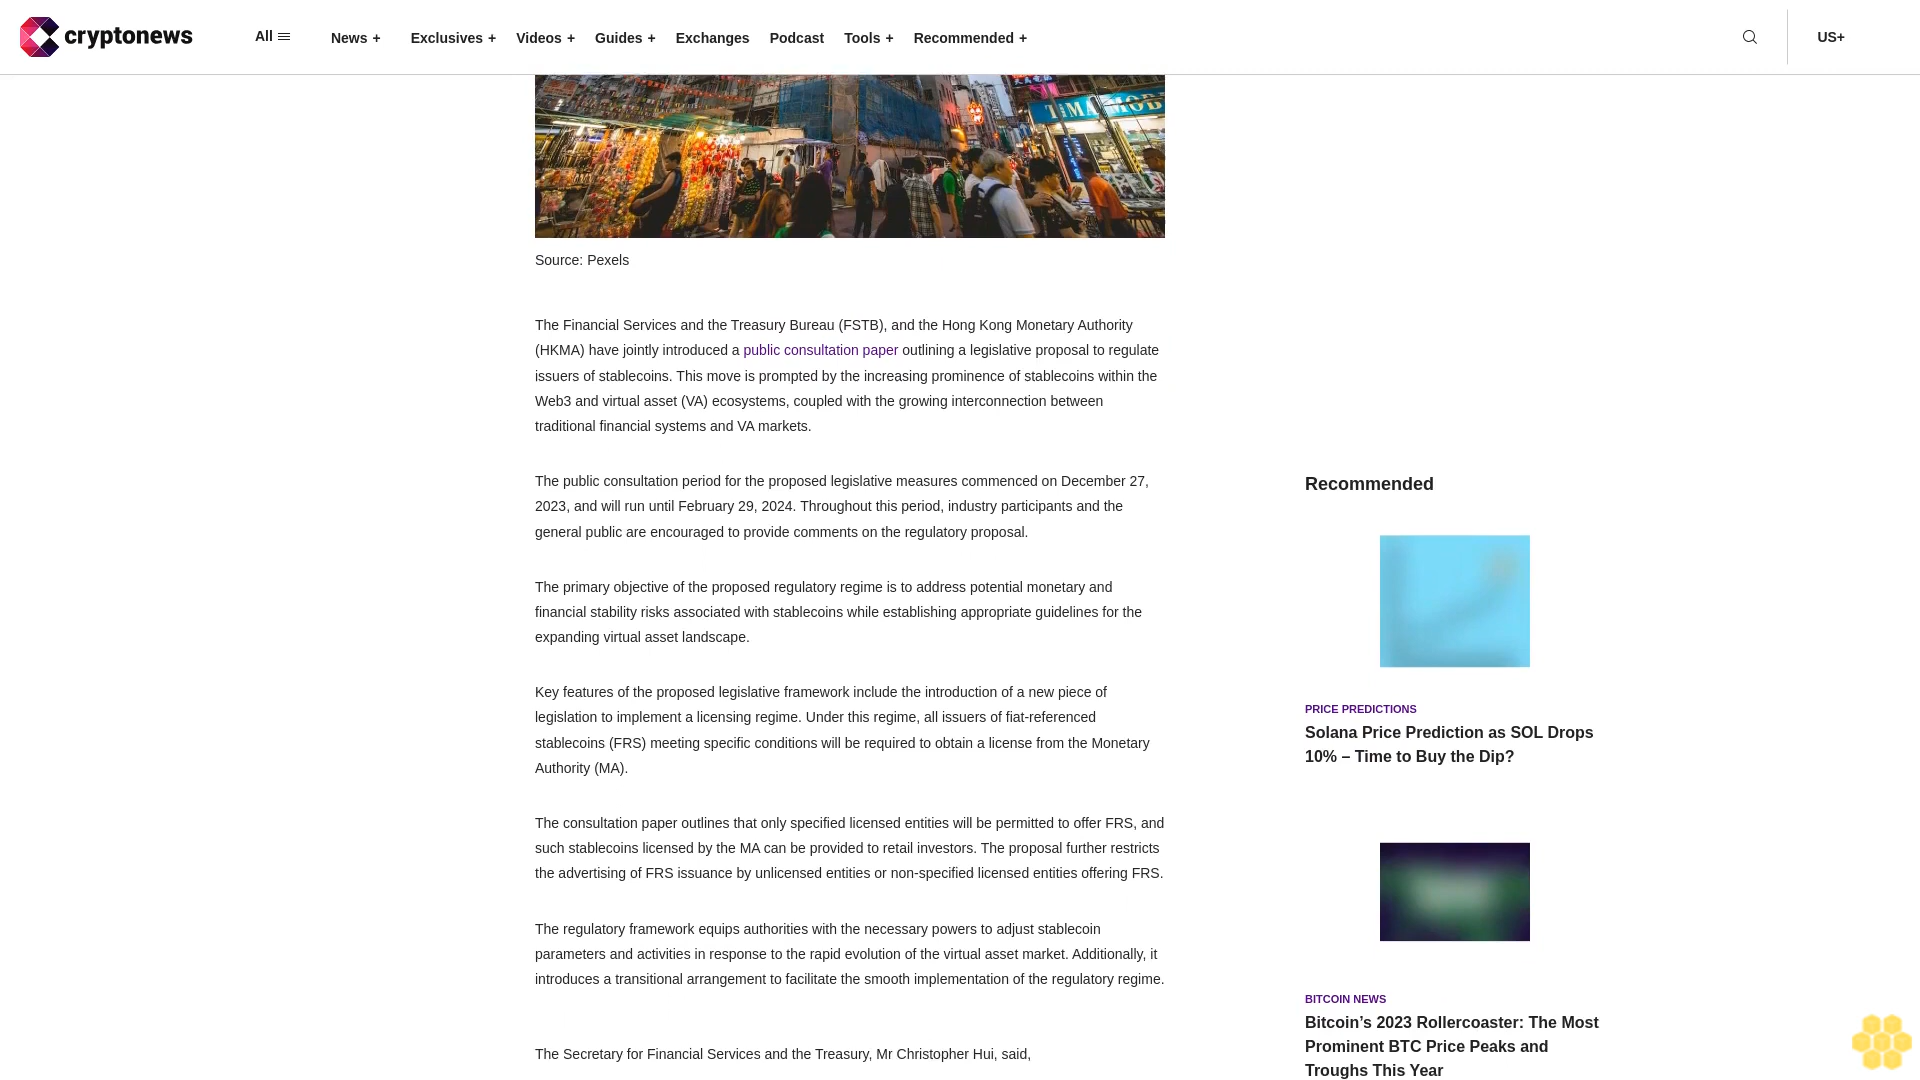 cryptonews
All
News +
Exclusives +
Videos +
Guides +
Exchanges
Podcast
Tools +
Recommended +
US+
TIMA MOB
Source: Pexels
The Financial Services and the Treasury Bureau (FSTB), and the Hong Kong Monetary Authority
(HKMA) have jointly introduced a public consultation paper outlining a legislative proposal to regulate
issuers of stablecoins. This move is prompted by the increasing prominence of stablecoins within the
Web3 and virtual asset (VA) ecosystems, coupled with the growing interconnection between
traditional financial systems and VA markets.
The public consultation period for the proposed legislative measures commenced on December 27,
2023, and will run until February 29, 2024. Throughout this period, industry participants and the
general public are encouraged to provide comments on the regulatory proposal.
The primary objective of the proposed regulatory regime is to address potential monetary and
financial stability risks associated with stablecoins while establishing appropriate guidelines for the
expanding virtual asset landscape.
Key features of the proposed legislative framework include the introduction of a new piece of
legislation to implement a licensing regime. Under this regime, all issuers of fiat-referenced
stablecoins (FRS) meeting specific conditions will be required to obtain a license from the Monetary
Authority (MA).
The consultation paper outlines that only specified licensed entities will be permitted to offer FRS, and
such stablecoins licensed by the MA can be provided to retail investors. The proposal further restricts
the advertising of FRS issuance by unlicensed entities or non-specified licensed entities offering FRS.
The regulatory framework equips authorities with the necessary powers to adjust stablecoin
parameters and activities in response to the rapid evolution of the virtual asset market. Additionally, it
introduces a transitional arrangement to facilitate the smooth implementation of the regulatory regime.
The Secretary for Financial Services and the Treasury, Mr Christopher Hui, said,
Recommended
PRICE PREDICTIONS
Solana Price Prediction as SOL Drops
10% – Time to Buy the Dip?
BITCOIN NEWS
Bitcoin’s 2023 Rollercoaster: The Most
Prominent BTC Price Peaks and
Troughs This Year